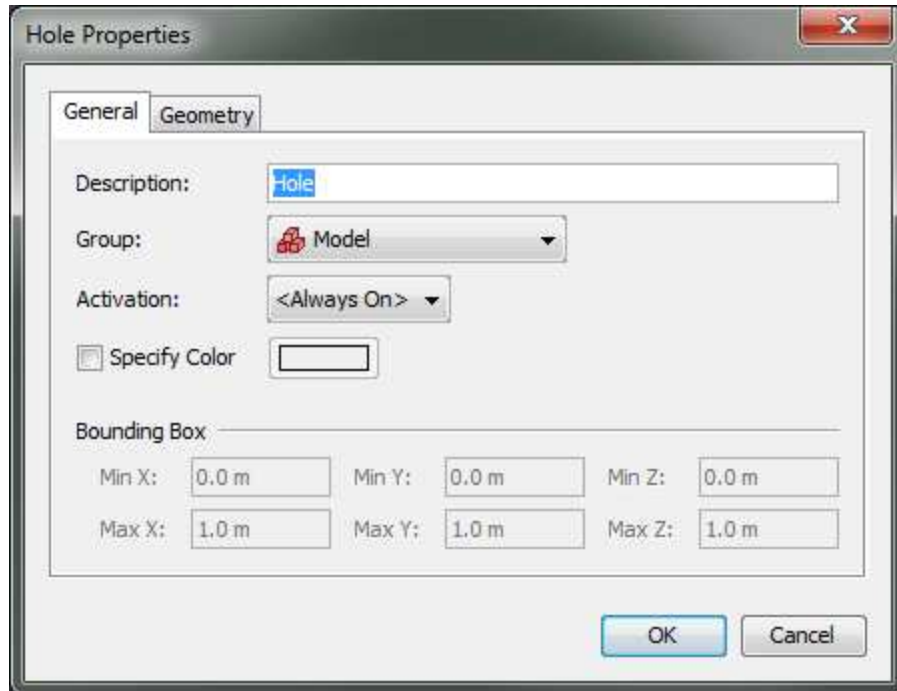 Hole Properties
General Geometry
Description: Hole
Group: Model
Activation: <Always On>
Specify Color
Bounding Box
Min X: 0.0 m Min Y: 0.0 m Min Z: 0.0 m
Max X: 1.0 m Max Y: 1.0 m Max Z: 1.0 m
OK Cancel